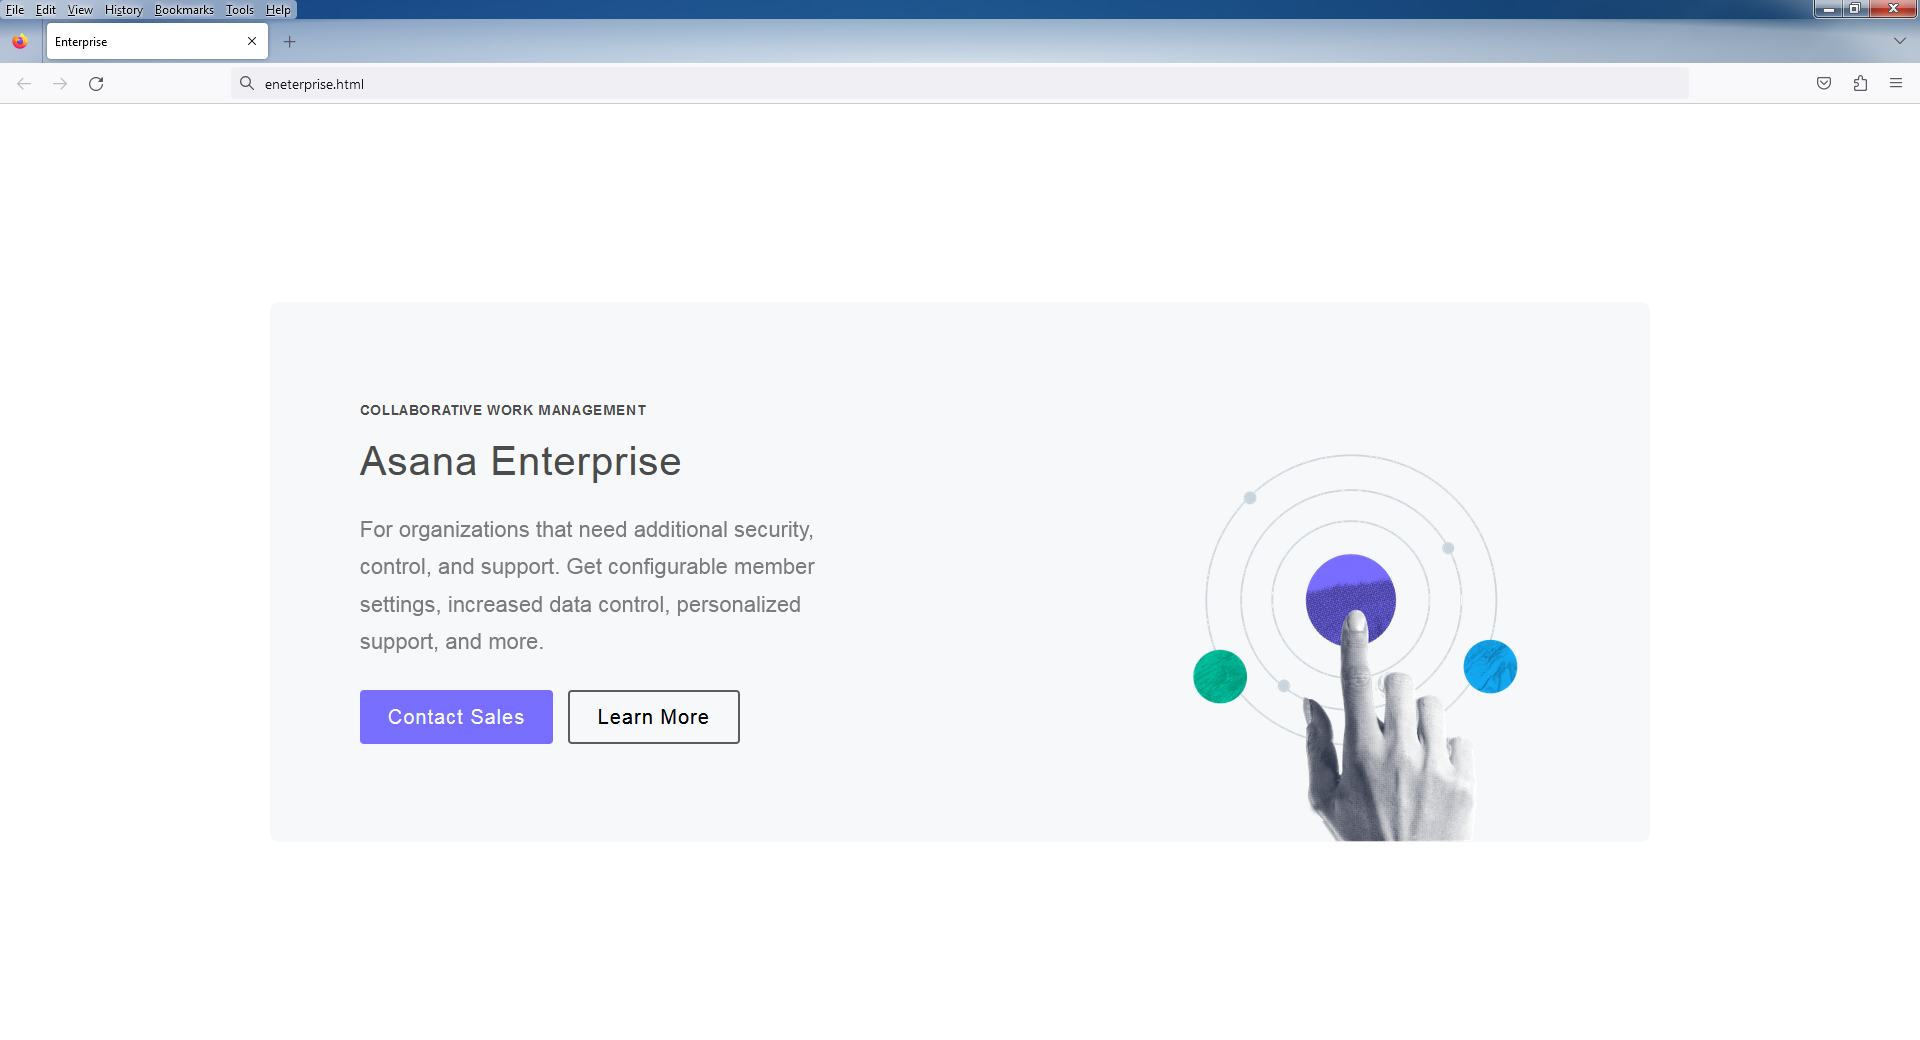 File Edit View History Bookmarks Tools Help
Enterprise
eneterprise.html
COLLABORATIVE WORK MANAGEMENT
Asana Enterprise
For organizations that need additional security,
control, and support. Get configurable member
settings, increased data control, personalized
support, and more.
Contact Sales Learn More